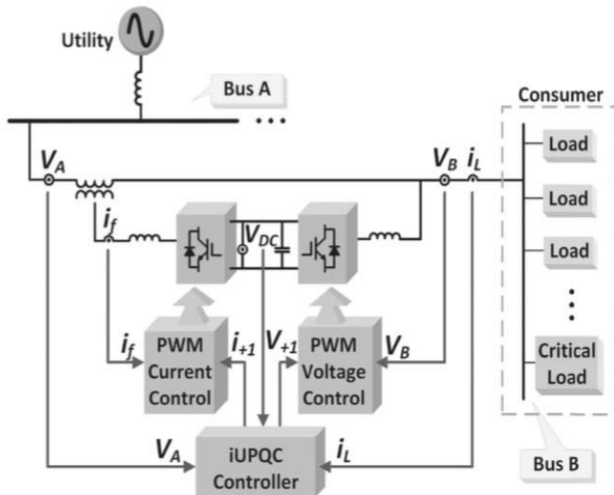 Utility
Bus A
•••
Consumer
V_A
V_B
i_L
Load
i_f
V_DC
Load
Load
i_f
PWM
Current
Control
i_+1
V_+1
PWM
Voltage
Control
V_B
Critical
Load
V_A
iUPQC
Controller
i_L
Bus B